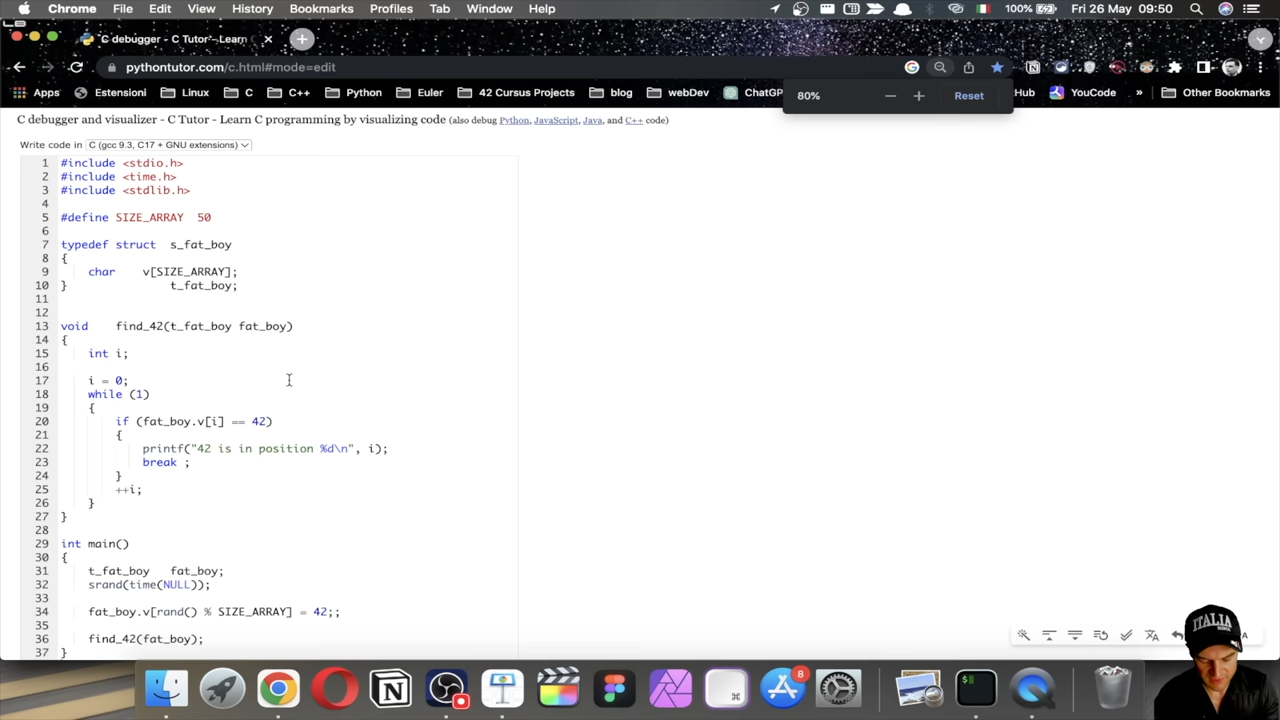 Chrome File Edit View History Bookmarks Profiles Tab Window Help 100% Fri 26 May 09:50
C debugger - C Tutor - Learn
pythontutor.com/c.html#mode=edit
Apps Estensioni Linux C C++ Python Euler 42 Cursus Projects blog webDev ChatGP Hub YouCode » Other Bookmarks
80% Reset
C debugger and visualizer - C Tutor - Learn C programming by visualizing code (also debug Python, JavaScript, Java, and C++ code)
Write code in C (gcc 9.3, C17 + GNU extensions)
1 #include <stdio.h>
2 #include <time.h>
3 #include <stdlib.h>
4
5 #define SIZE_ARRAY 50
6
7 typedef struct s_fat_boy
8 {
9 char v[SIZE_ARRAY];
10 } t_fat_boy;
11
12
13 void find_42(t_fat_boy fat_boy)
14 {
15 int i;
16
17 i = 0;
18 while (1)
19 {
20 if (fat_boy.v[i] == 42)
21 {
22 printf("42 is in position %d\n", i);
23 break ;
24 }
25 ++i;
26 }
27 }
28
29 int main()
30 {
31 t_fat_boy fat_boy;
32 srand(time(NULL));
33
34 fat_boy.v[rand() % SIZE_ARRAY] = 42;;
35
36 find_42(fat_boy);
37 }
ITALIA
8